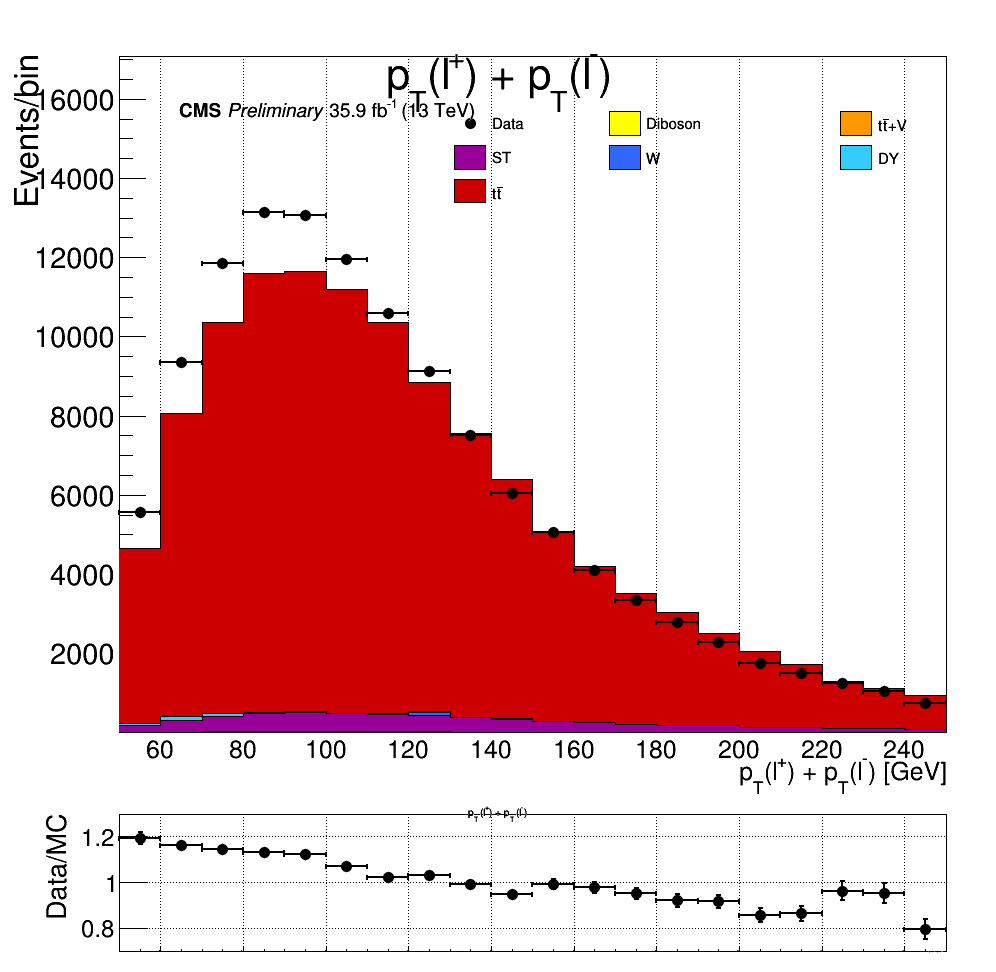 p_T(l⁺) + p_T(l⁻)
Events/bin
CMS Preliminary 35.9 fb⁻¹ (13 TeV)
Data
Diboson
tt̄+V
ST
W
DY
tt̄
16000
14000
12000
10000
8000
6000
4000
2000
60 80 100 120 140 160 180 200 220 240
p_T(l⁺) + p_T(l⁻) [GeV]
p_T(l⁺) + p_T(l⁻)
Data/MC
1.2
1
0.8